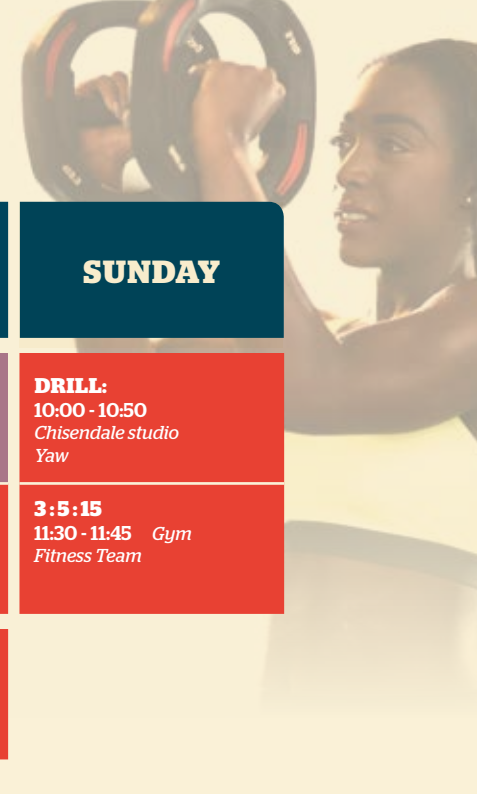 SUNDAY
DRILL:
10:00 - 10:50
Chisendale studio
Yaw
3:5:15
11:30 - 11:45 Gym
Fitness Team